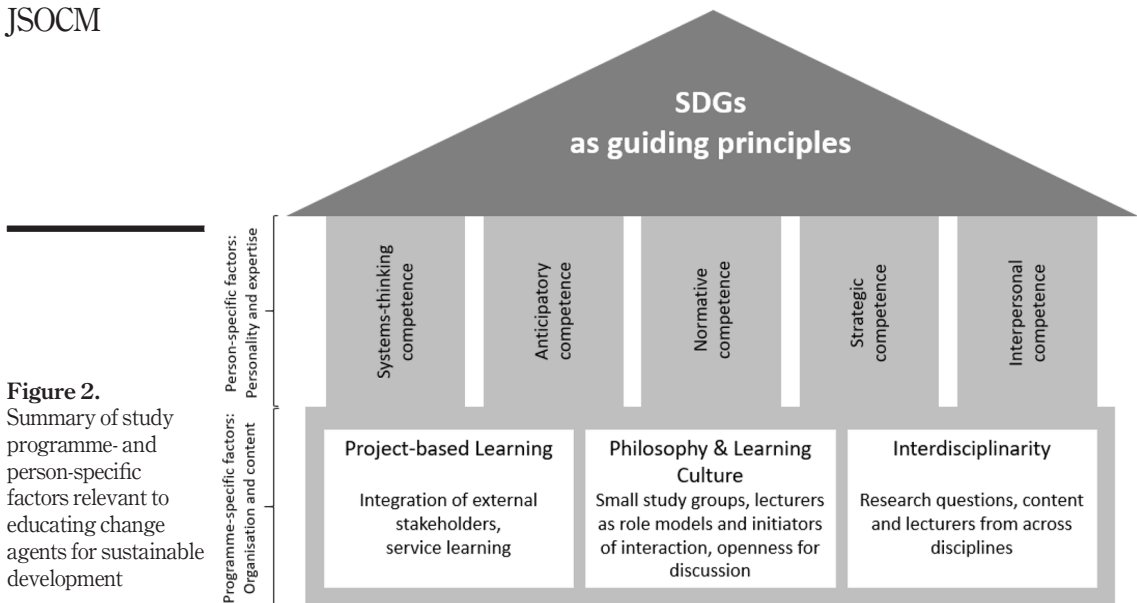 JSOCM
SDGs
as guiding principles
Person-specific factors:
Personality and expertise
Systems-thinking
competence
Anticipatory
competence
Normative
competence
Strategic
competence
Interpersonal
competence
Figure 2.
Summary of study
programme- and
person-specific
factors relevant to
educating change
agents for sustainable
development
Programme-specific factors:
Organisation and content
Project-based Learning
Integration of external
stakeholders,
service learning
Philosophy & Learning
Culture
Small study groups, lecturers
as role models and initiators
of interaction, openness for
discussion
Interdisciplinarity
Research questions, content
and lecturers from across
disciplines